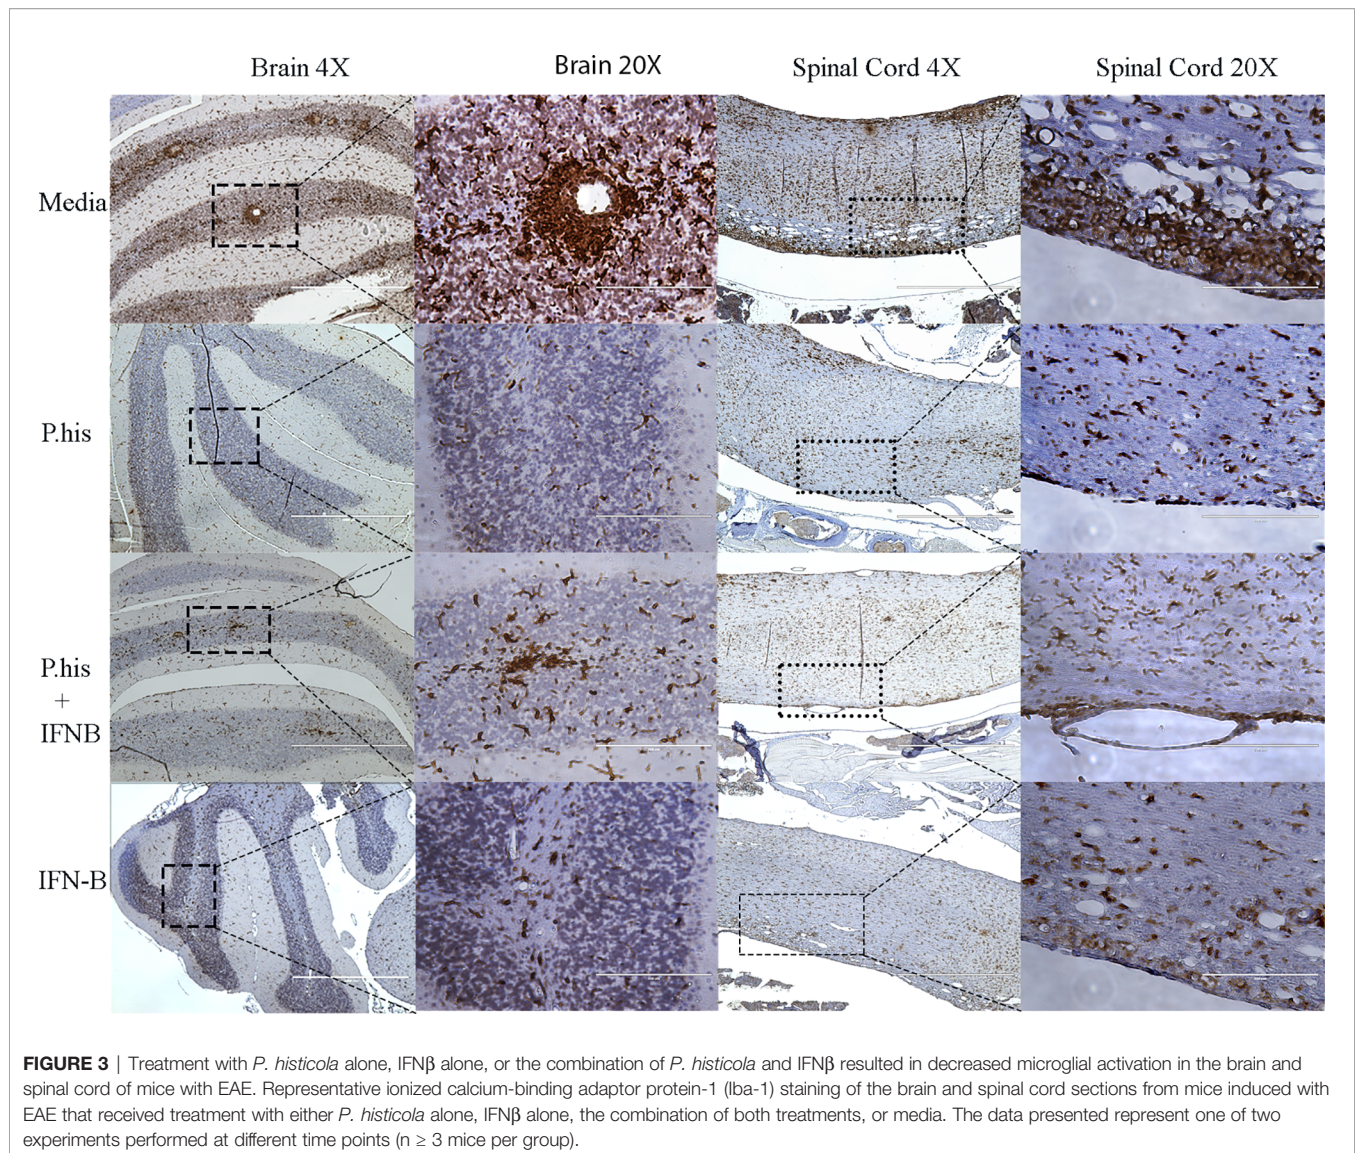 Brain 4X Brain 20X Spinal Cord 4X Spinal Cord 20X
Media
P.his
P.his
+
IFNB
IFN-B
FIGURE 3 | Treatment with P. histicola alone, IFNβ alone, or the combination of P. histicola and IFNβ resulted in decreased microglial activation in the brain and
spinal cord of mice with EAE. Representative ionized calcium-binding adaptor protein-1 (Iba-1) staining of the brain and spinal cord sections from mice induced with
EAE that received treatment with either P. histicola alone, IFNβ alone, the combination of both treatments, or media. The data presented represent one of two
experiments performed at different time points (n ≥ 3 mice per group).